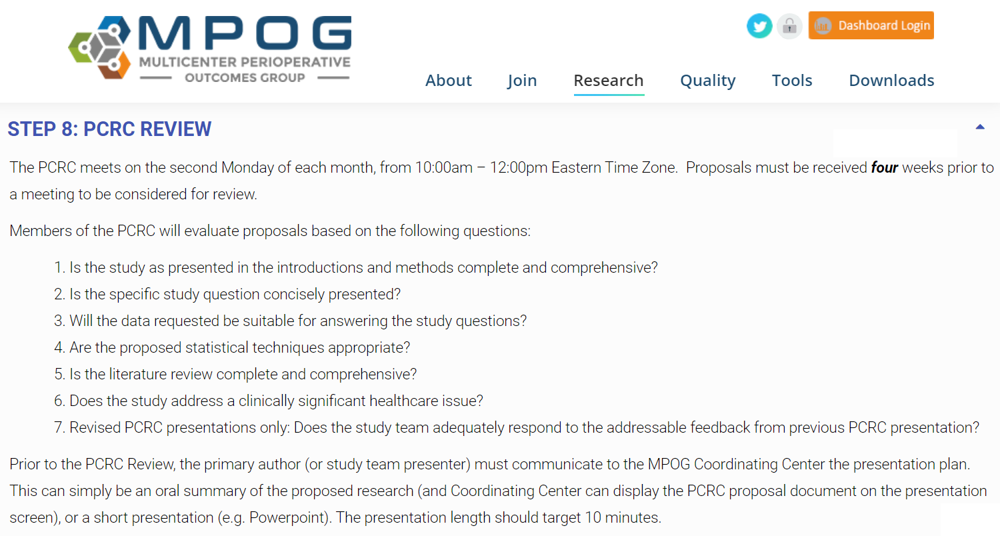 MPOG
MULTICENTER PERIOPERATIVE
OUTCOMES GROUP
Dashboard Login
About Join Research Quality Tools Downloads
STEP 8: PCRC REVIEW
The PCRC meets on the second Monday of each month, from 10:00am – 12:00pm Eastern Time Zone.  Proposals must be received four weeks prior to
a meeting to be considered for review.
Members of the PCRC will evaluate proposals based on the following questions:
1. Is the study as presented in the introductions and methods complete and comprehensive?
2. Is the specific study question concisely presented?
3. Will the data requested be suitable for answering the study questions?
4. Are the proposed statistical techniques appropriate?
5. Is the literature review complete and comprehensive?
6. Does the study address a clinically significant healthcare issue?
7. Revised PCRC presentations only: Does the study team adequately respond to the addressable feedback from previous PCRC presentation?
Prior to the PCRC Review, the primary author (or study team presenter) must communicate to the MPOG Coordinating Center the presentation plan.
This can simply be an oral summary of the proposed research (and Coordinating Center can display the PCRC proposal document on the presentation
screen), or a short presentation (e.g. Powerpoint). The presentation length should target 10 minutes.